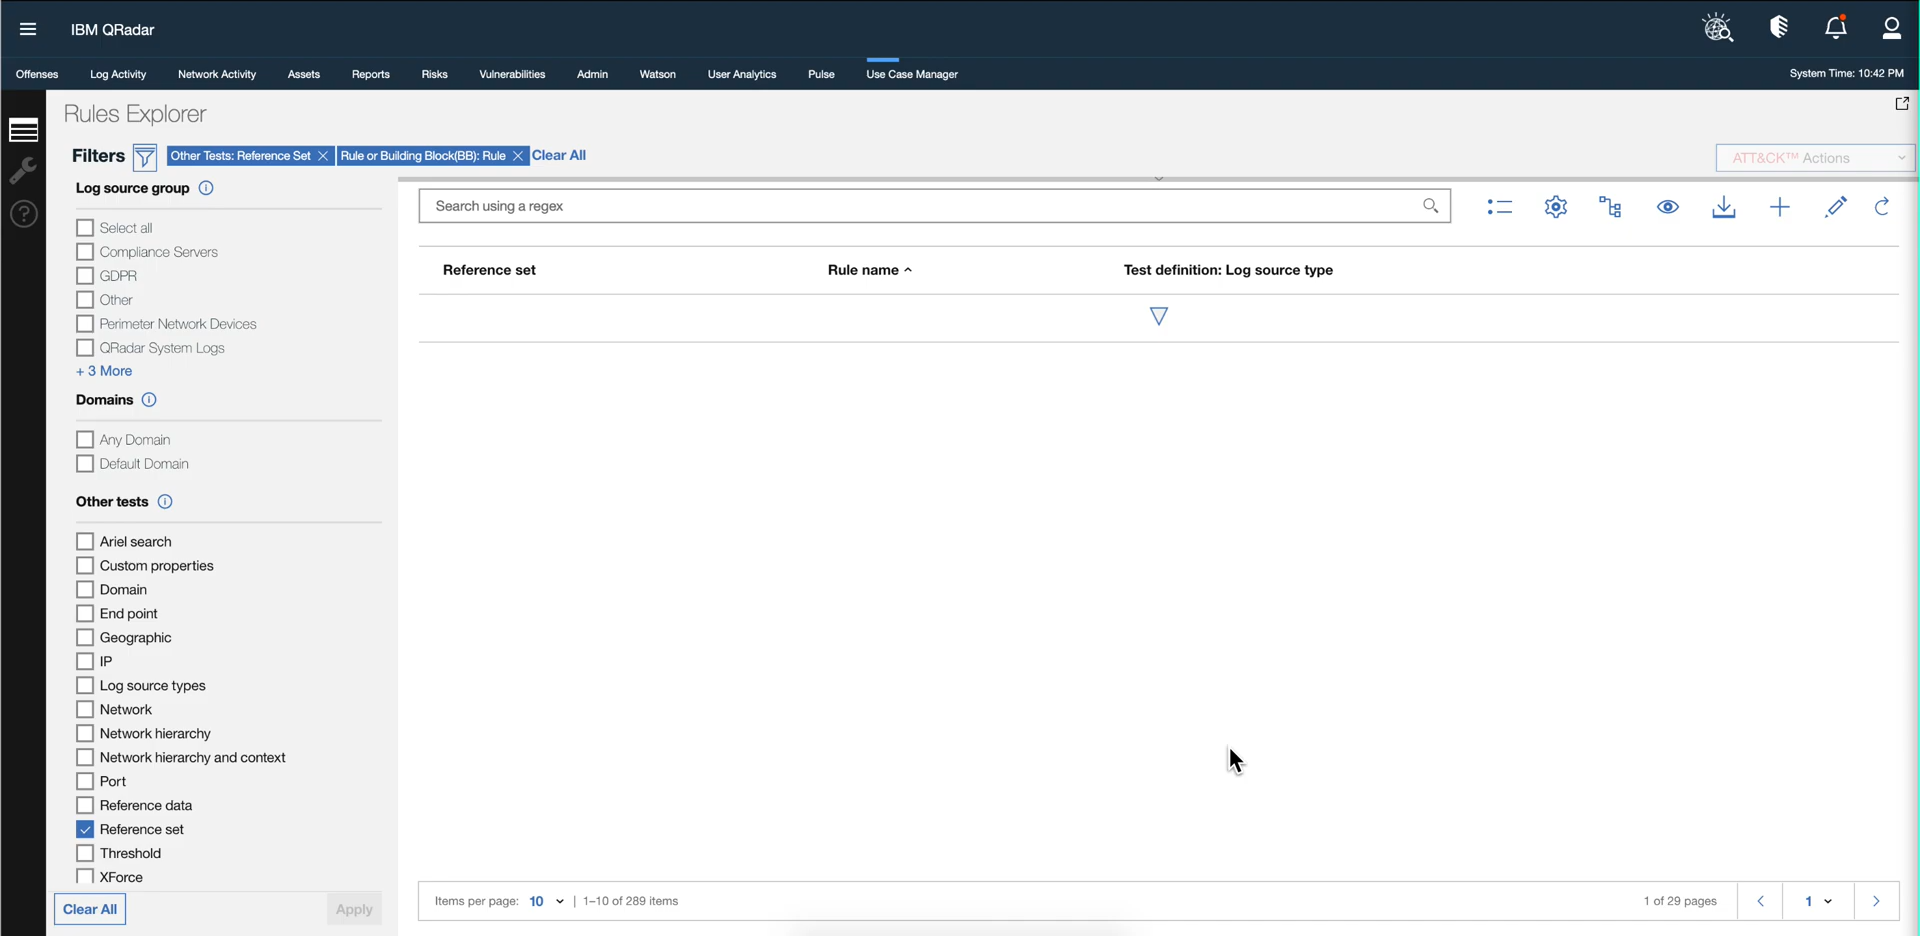 IBM QRadar
Offenses Log Activity Network Activity Assets Reports Risks Vulnerabilities Admin Watson User Analytics Pulse Use Case Manager System Time: 10:42 PM
Rules Explorer
Filters Other Tests: Reference Set Rule or Building Block(BB): Rule Clear All
ATT&CK™ Actions
Log source group
Select all
Compliance Servers
GDPR
Other
Perimeter Network Devices
QRadar System Logs
+ 3 More
Domains
Any Domain
Default Domain
Other tests
Ariel search
Custom properties
Domain
End point
Geographic
IP
Log source types
Network
Network hierarchy
Network hierarchy and context
Port
Reference data
Reference set
Threshold
XForce
Clear All Apply
Search using a regex
Reference set Rule name Test definition: Log source type
Items per page: 10 | 1–10 of 289 items 1 of 29 pages 1